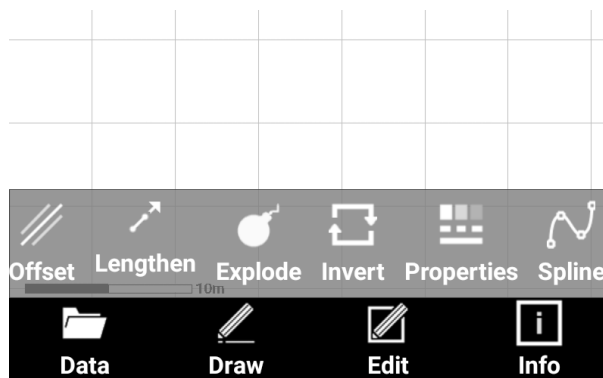 Offset Lengthen Explode Invert Properties Spline
10m
Data Draw Edit Info